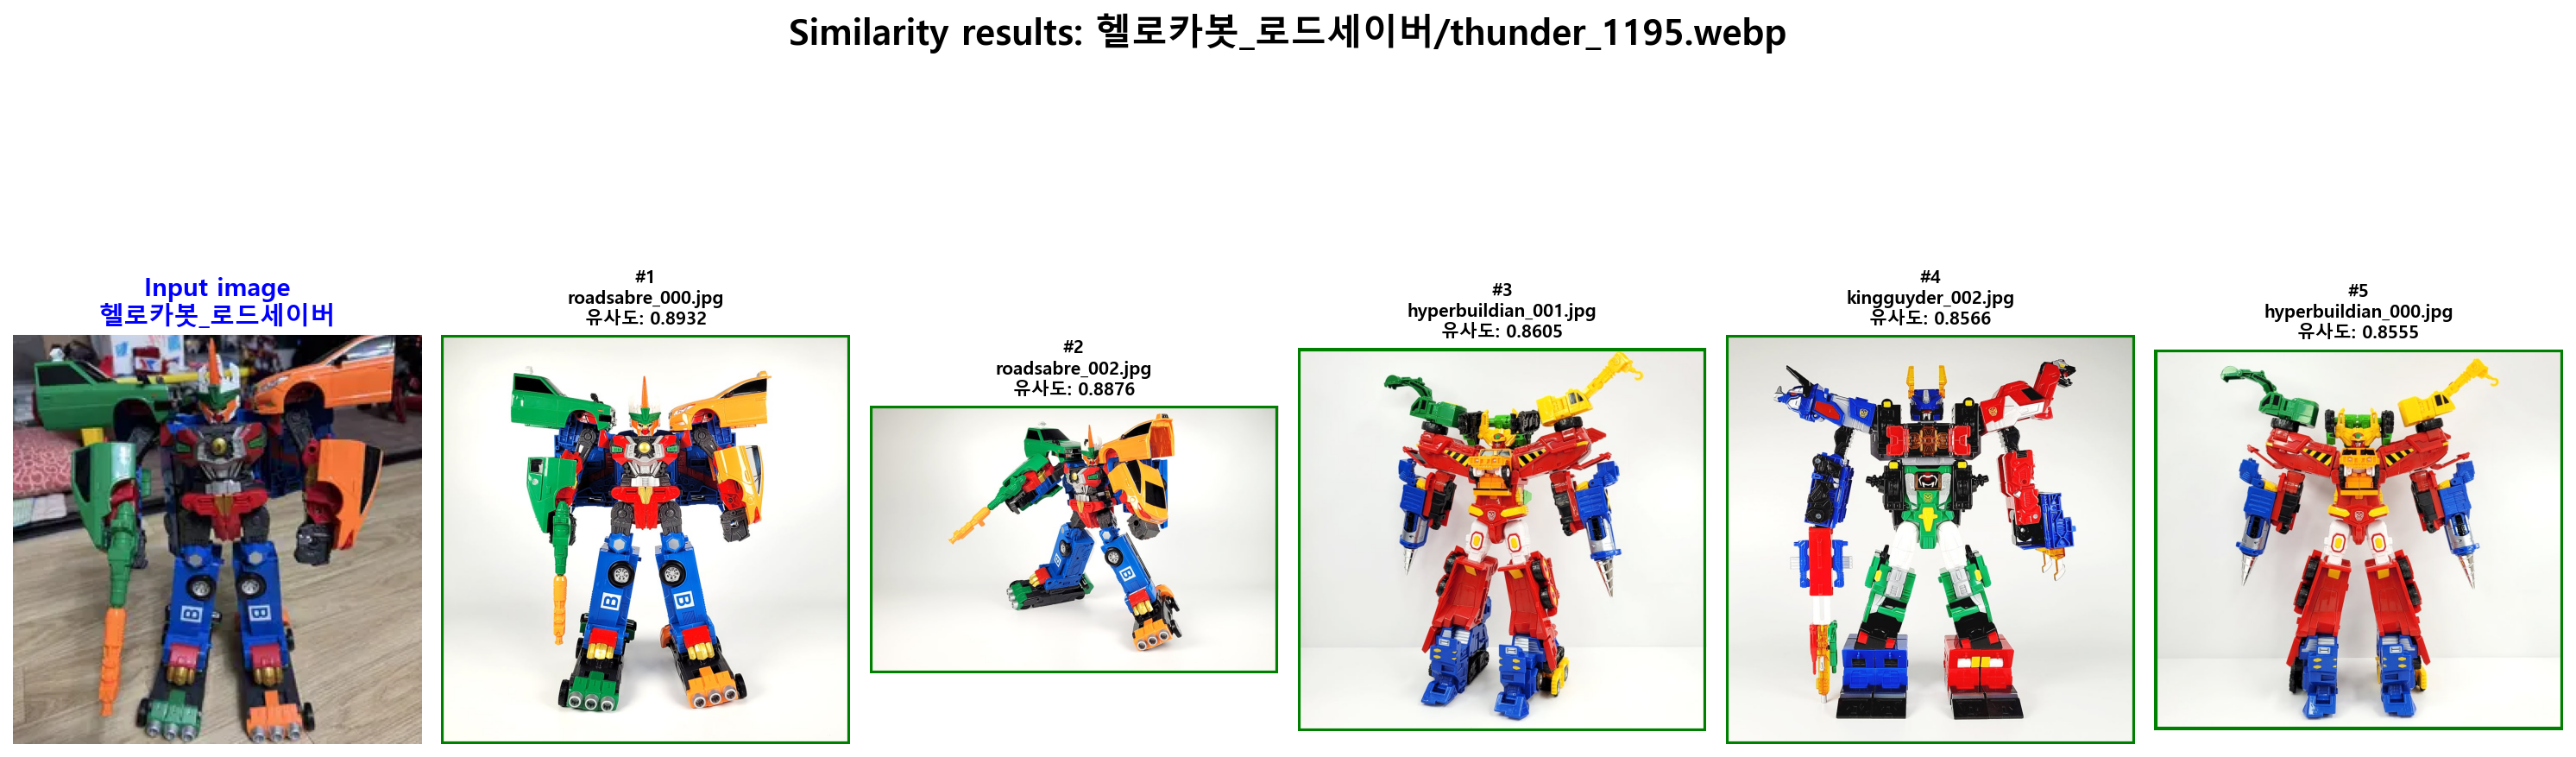 Similarity results: 헬로카봇_로드세이버/thunder_1195.webp
Input image
헬로카봇_로드세이버
#1
roadsabre_000.jpg
유사도: 0.8932
#2
roadsabre_002.jpg
유사도: 0.8876
#3
hyperbuildian_001.jpg
유사도: 0.8605
#4
kingguyder_002.jpg
유사도: 0.8566
#5
hyperbuildian_000.jpg
유사도: 0.8555
B
B
B
B
B
B